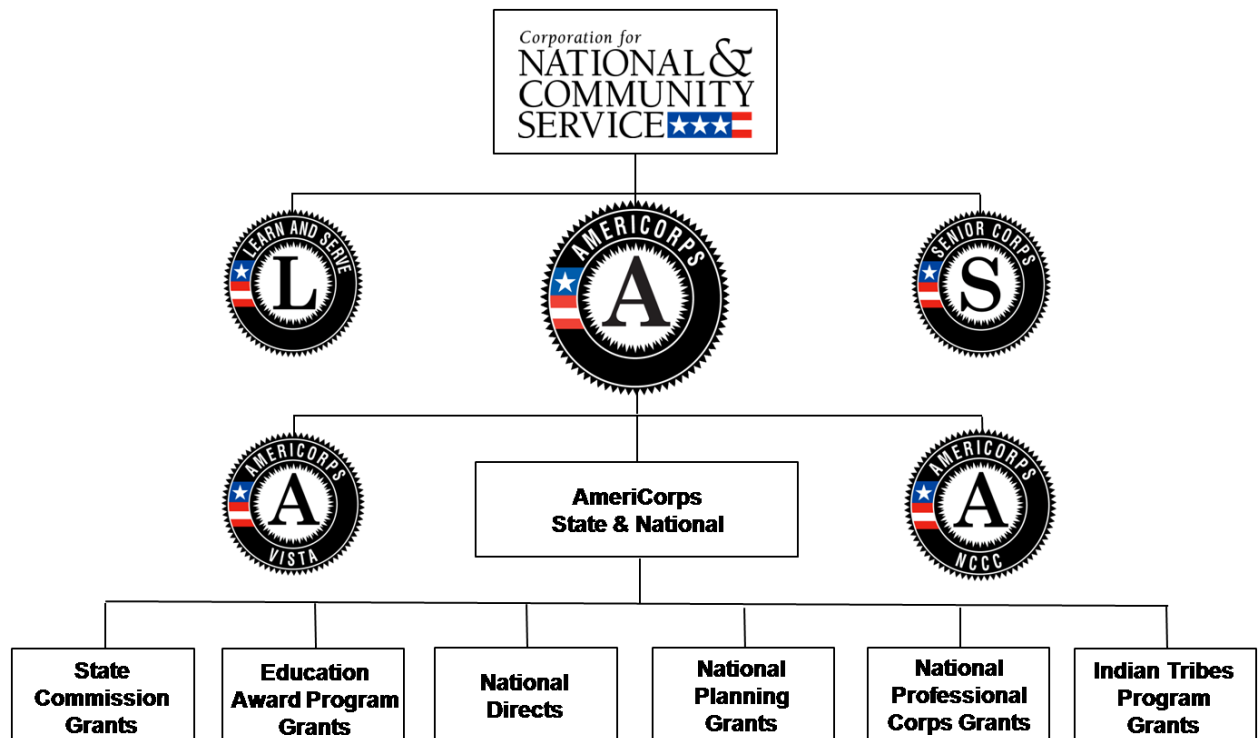 Corporation for
NATIONAL &
COMMUNITY
SERVICE
LEARN AND SERVE
L
AMERICORPS
A
SENIOR CORPS
S
AMERICORPS
A
VISTA
AmeriCorps
State & National
AMERICORPS
A
NCCC
State
Commission
Grants
Education
Award Program
Grants
National
Directs
National
Planning
Grants
National
Professional
Corps Grants
Indian Tribes
Program
Grants